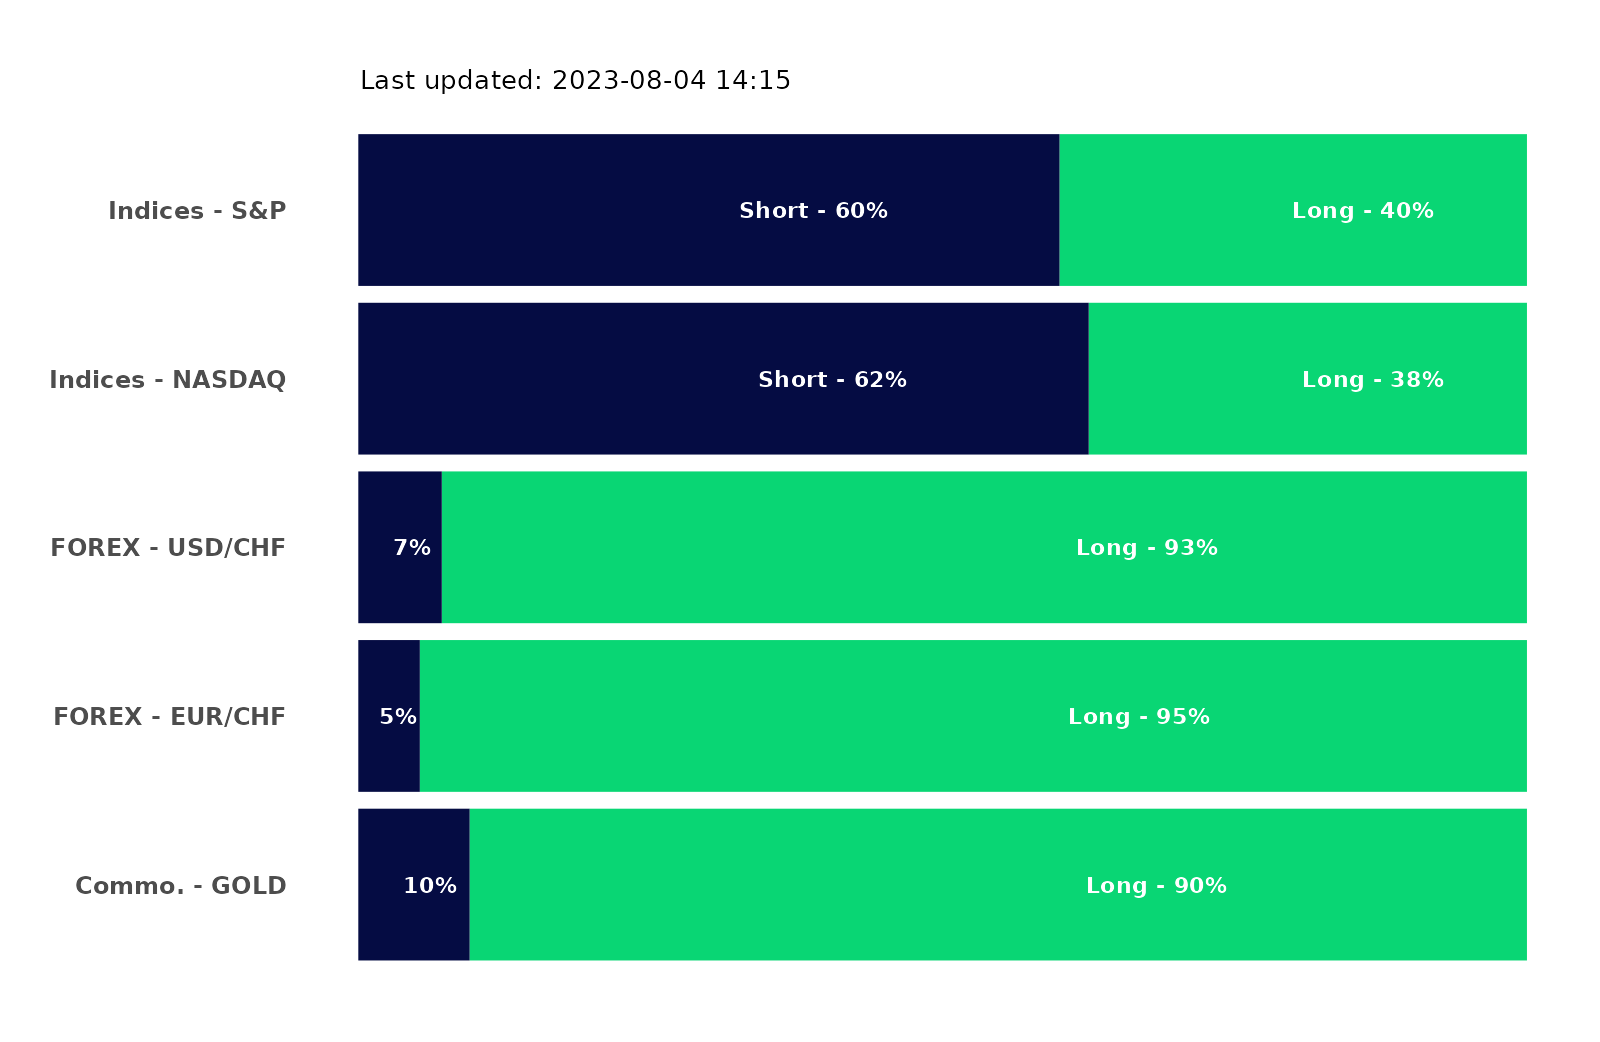 Last updated: 2023-08-04 14:15
Indices - S&P Short - 60% Long - 40%
Indices - NASDAQ Short - 62% Long - 38%
FOREX - USD/CHF 7% Long - 93%
FOREX - EUR/CHF 5% Long - 95%
Commo. - GOLD 10% Long - 90%